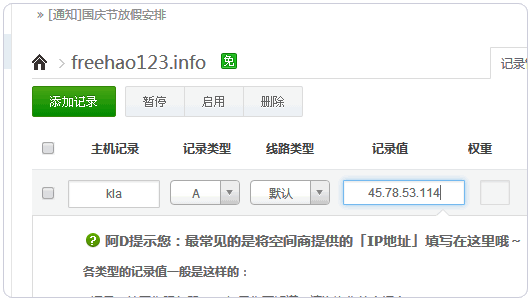 » [通知]国庆节放假安排
freehao123.info 免
记录
添加记录 暂停 启用 删除
主机记录 记录类型 线路类型 记录值 权重
kla A 默认 45.78.53.114
? 阿D提示您：最常见的是将空间商提供的「IP地址」填写在这里哦～
各类型的记录值一般是这样的：